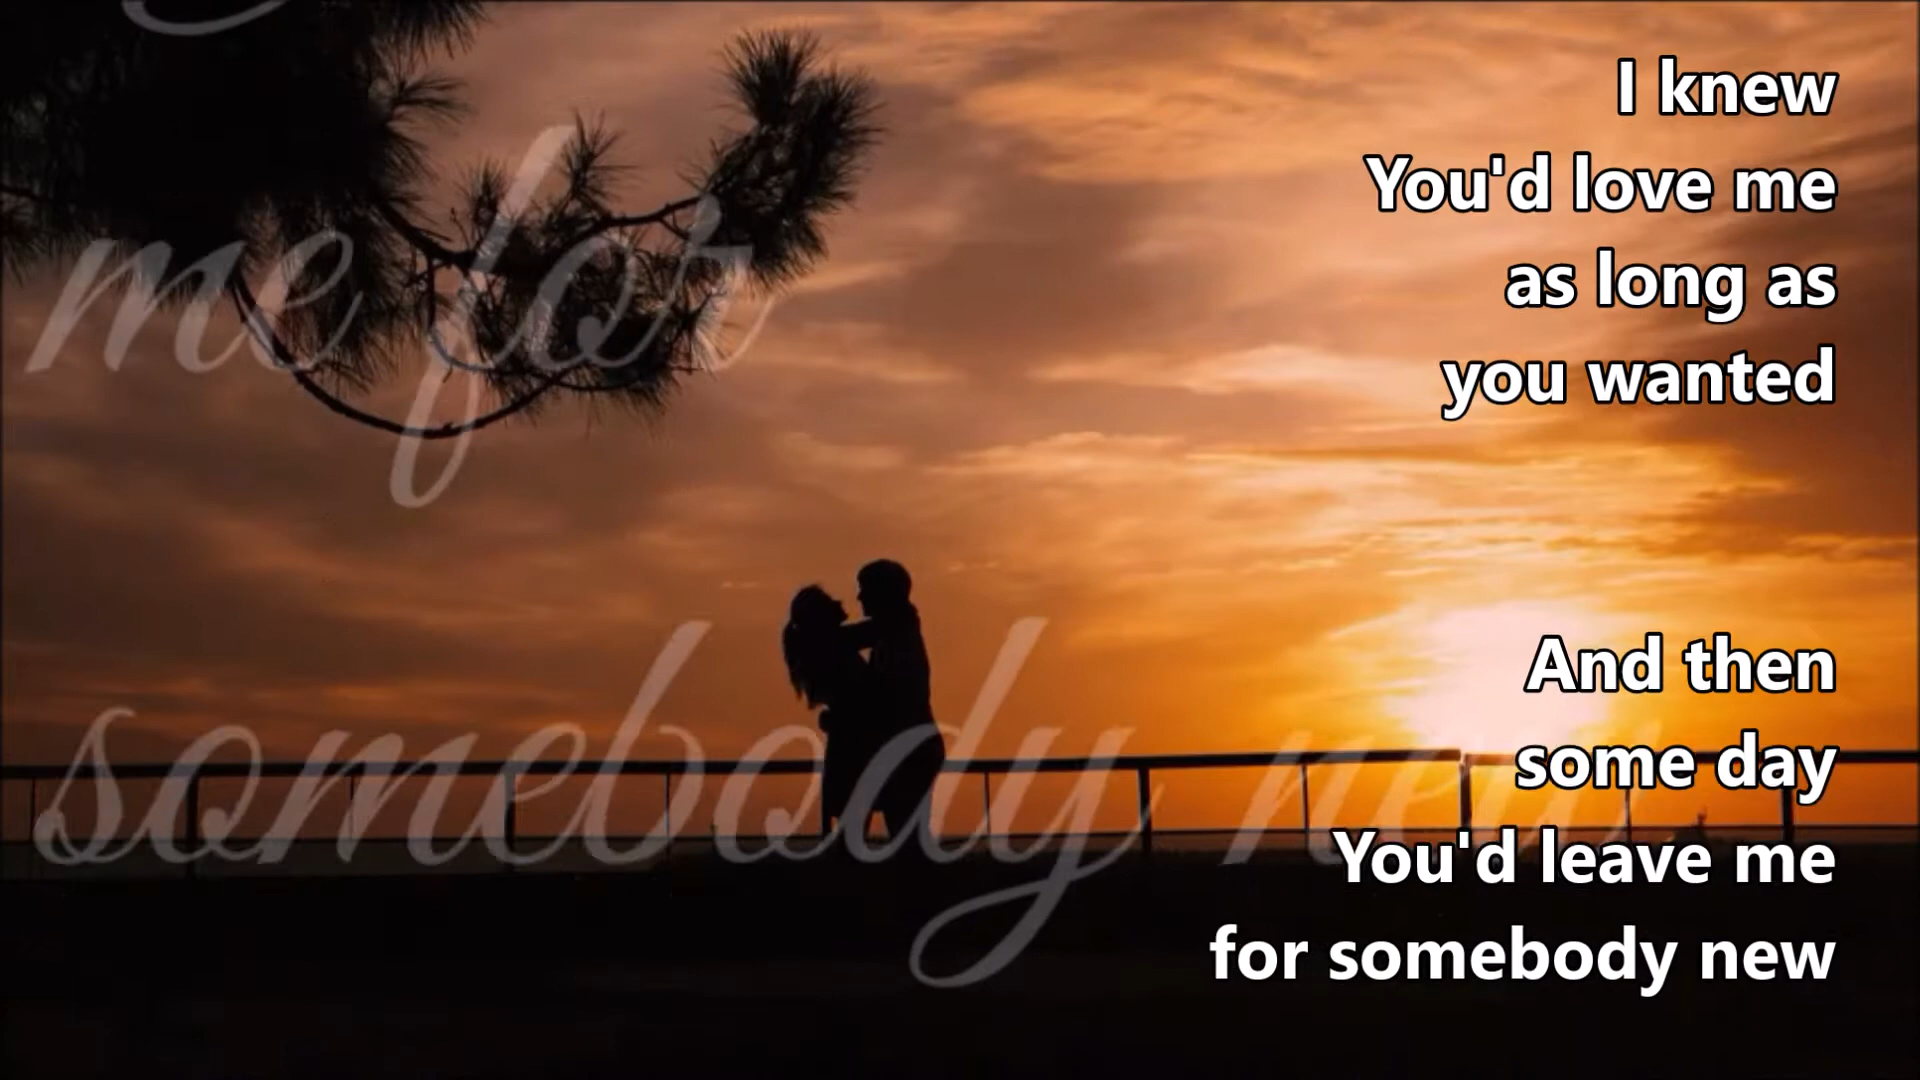 me for
somebody new
I knew
You'd love me
as long as
you wanted
And then
some day
You'd leave me
for somebody new